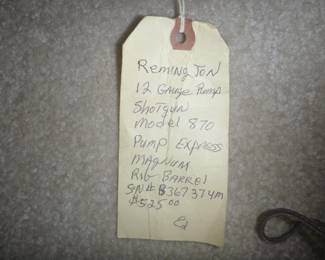 Remington
12 Gauge Pump
Shotgun
Model 870
Pump Express
Magnum
Rib Barrel
S/N# B367374M
$525.00